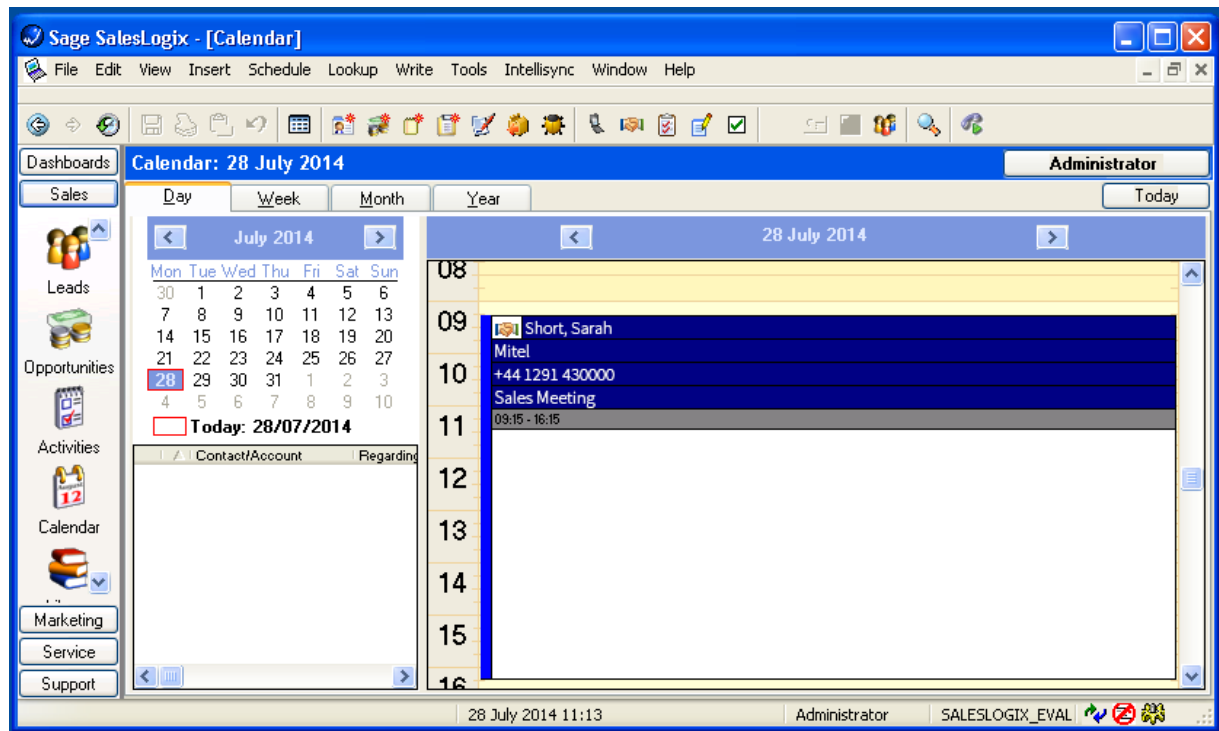 Sage SalesLogix - [Calendar]
File Edit View Insert Schedule Lookup Write Tools Intellisync Window Help
Dashboards
Calendar: 28 July 2014
Administrator
Sales
Day Week Month Year
Today
Leads
Opportunities
Activities
August
12
Calendar
Marketing
Service
Support
July 2014
Mon Tue Wed Thu Fri Sat Sun
30 1 2 3 4 5 6
7 8 9 10 11 12 13
14 15 16 17 18 19 20
21 22 23 24 25 26 27
28 29 30 31 1 2 3
4 5 6 7 8 9 10
Today: 28/07/2014
Contact/Account Regarding
28 July 2014
08
09
Short, Sarah
Mitel
10
+44 1291 430000
Sales Meeting
11
09:15 - 16:15
12
13
14
15
16
28 July 2014 11:13
Administrator
SALESLOGIX_EVAL